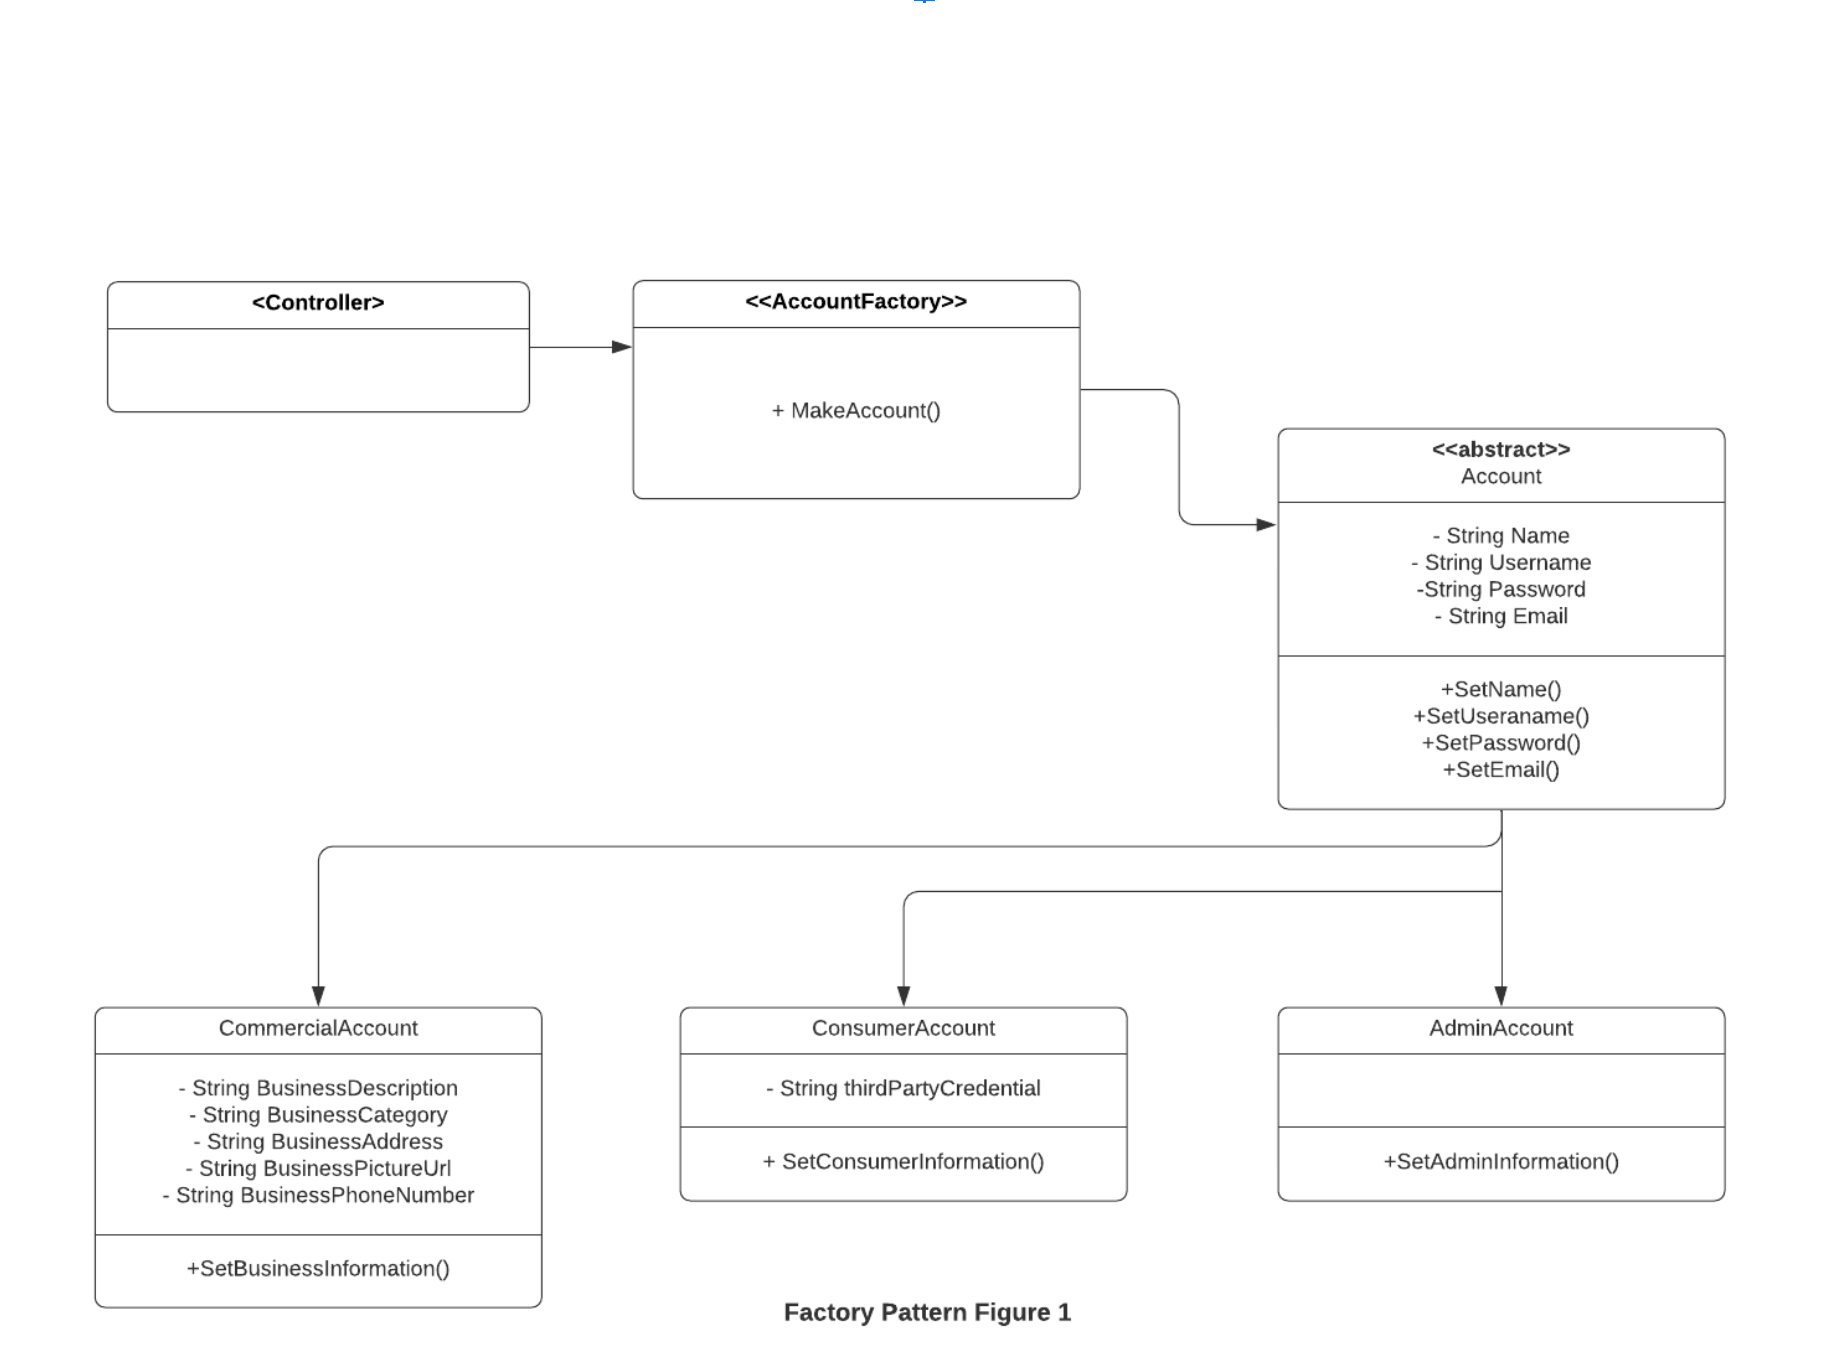 <Controller>
<<AccountFactory>>
+ MakeAccount()
<<abstract>>
Account
- String Name
- String Username
-String Password
- String Email
+SetName()
+SetUseraname()
+SetPassword()
+SetEmail()
CommercialAccount
- String BusinessDescription
- String BusinessCategory
- String BusinessAddress
- String BusinessPictureUrl
- String BusinessPhoneNumber
+SetBusinessInformation()
ConsumerAccount
- String thirdPartyCredential
+ SetConsumerInformation()
AdminAccount
+SetAdminInformation()
Factory Pattern Figure 1